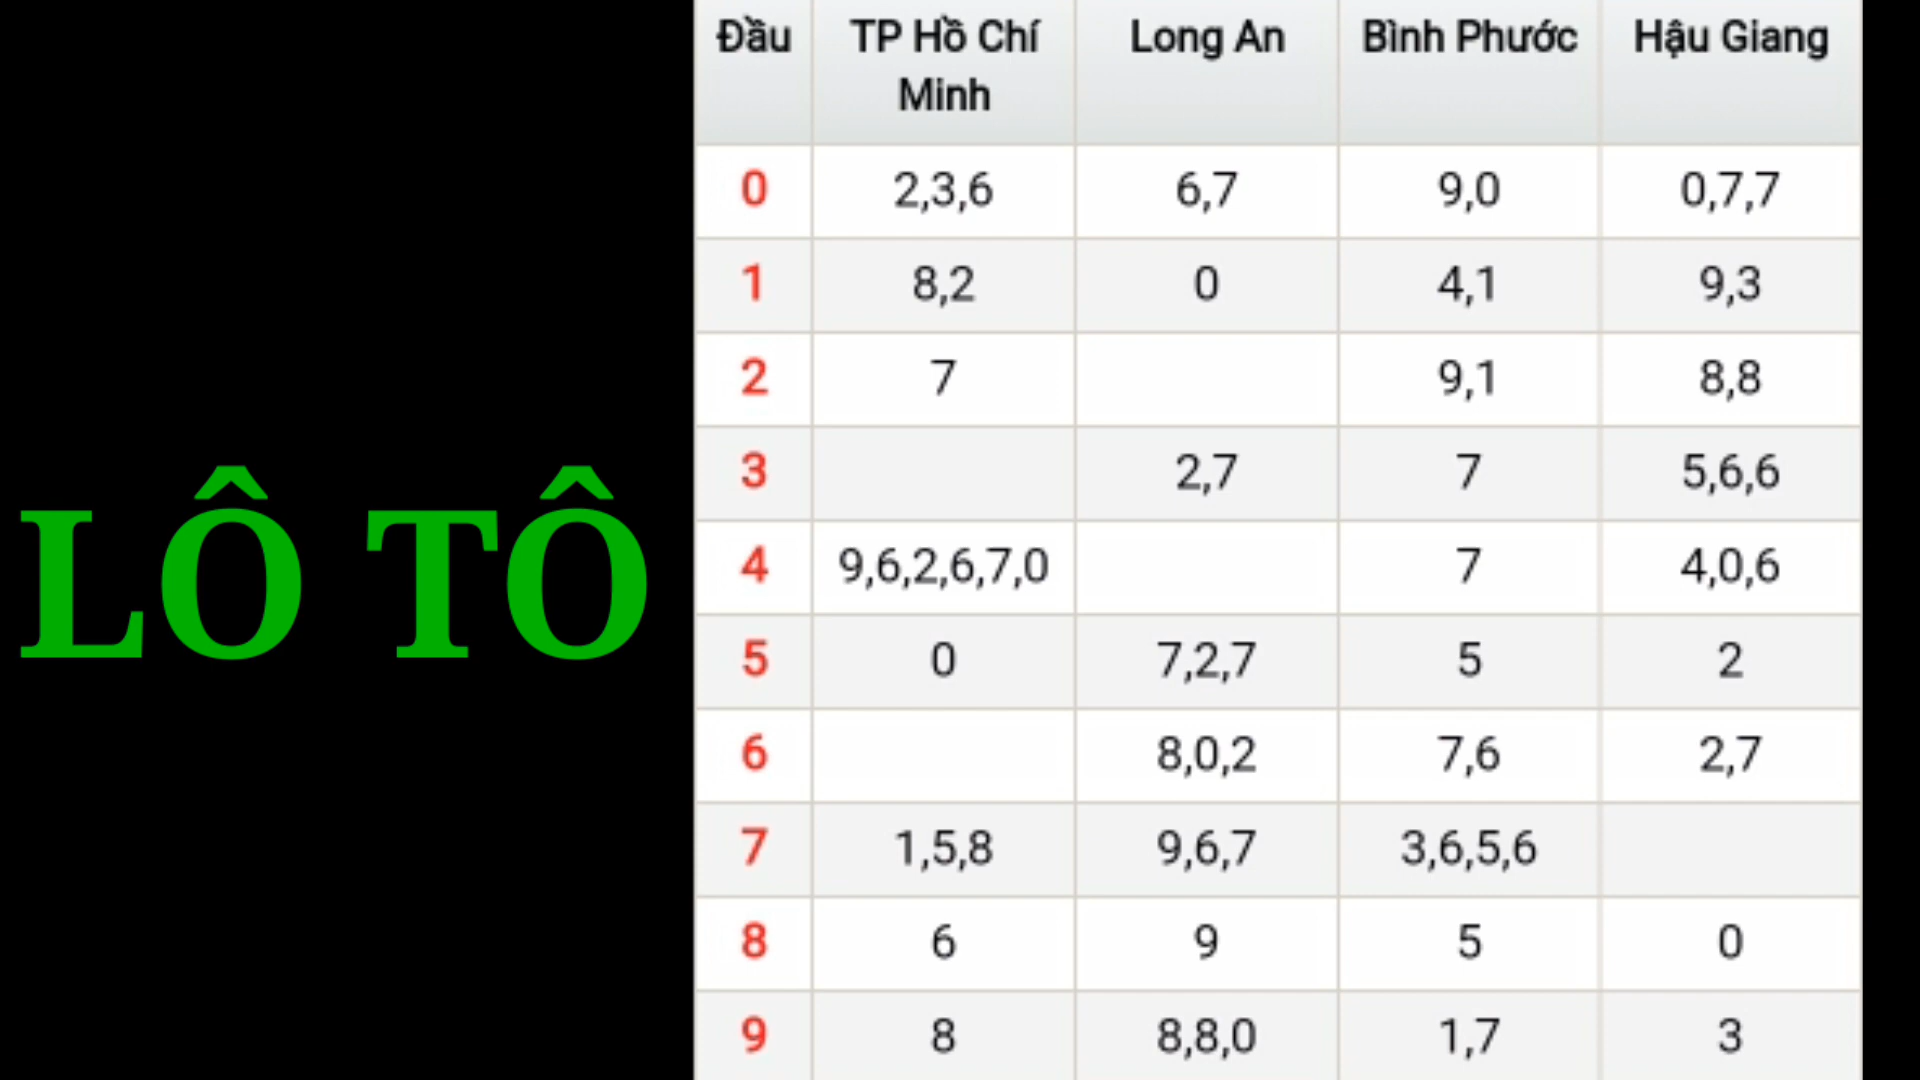 LÔ TÔ
Đầu TP Hồ Chí Minh Long An Bình Phước Hậu Giang
0 2,3,6 6,7 9,0 0,7,7
1 8,2 0 4,1 9,3
2 7 9,1 8,8
3 2,7 7 5,6,6
4 9,6,2,6,7,0 7 4,0,6
5 0 7,2,7 5 2
6 8,0,2 7,6 2,7
7 1,5,8 9,6,7 3,6,5,6
8 6 9 5 0
9 8 8,8,0 1,7 3